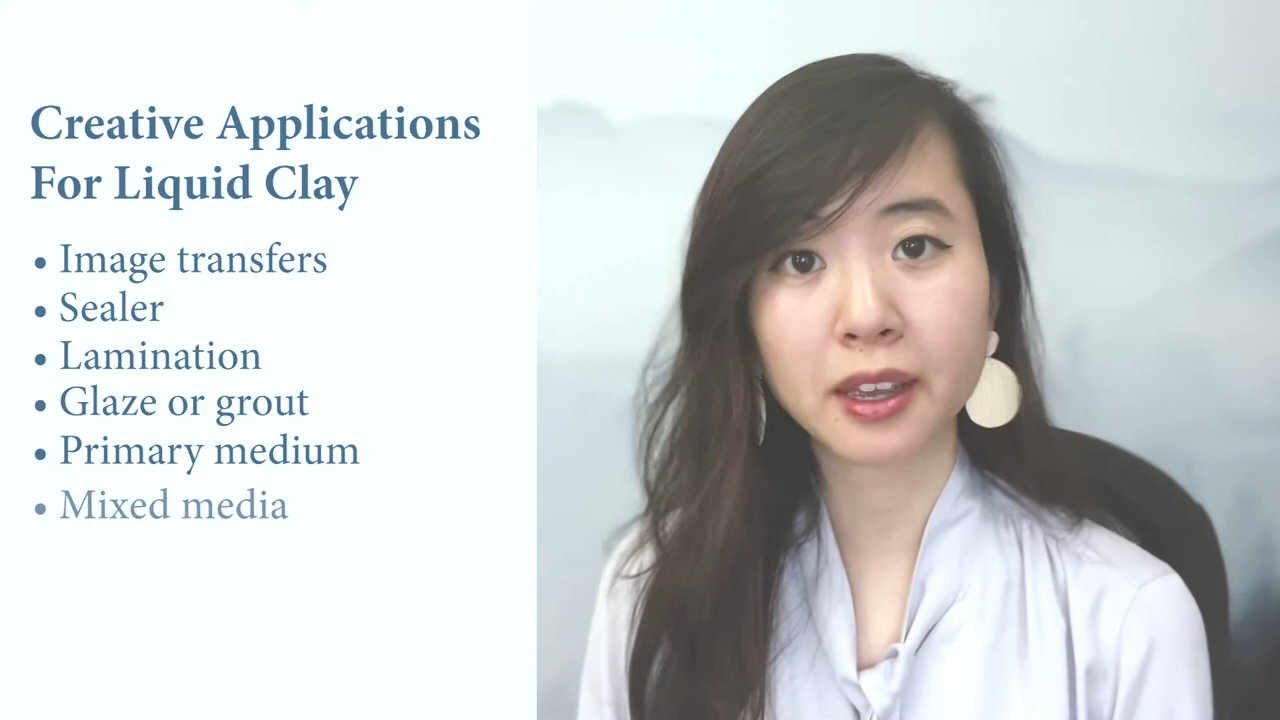 Creative Applications
For Liquid Clay
• Image transfers
• Sealer
• Lamination
• Glaze or grout
• Primary medium
• Mixed media